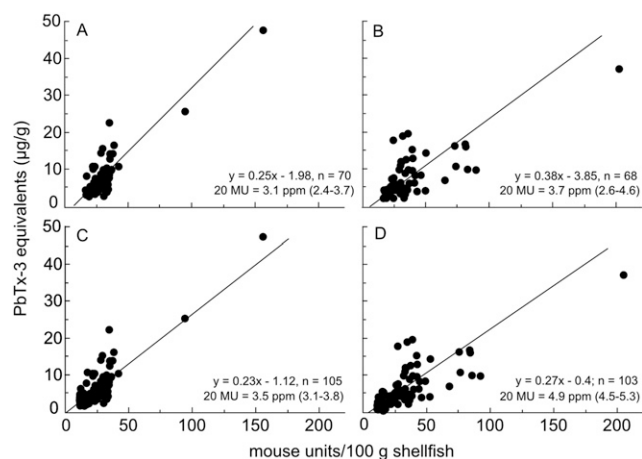 PbTx-3 equivalents (µg/g)
50
40
30
20
10
0
A
y = 0.25x - 1.98, n = 70
20 MU = 3.1 ppm (2.4-3.7)
B
y = 0.38x - 3.85, n = 68
20 MU = 3.7 ppm (2.6-4.6)
50
40
30
20
10
0
C
y = 0.23x - 1.12, n = 105
20 MU = 3.5 ppm (3.1-3.8)
D
y = 0.27x - 0.4; n = 103
20 MU = 4.9 ppm (4.5-5.3)
0 50 100 150 200 0 50 100 150 200
mouse units/100 g shellfish